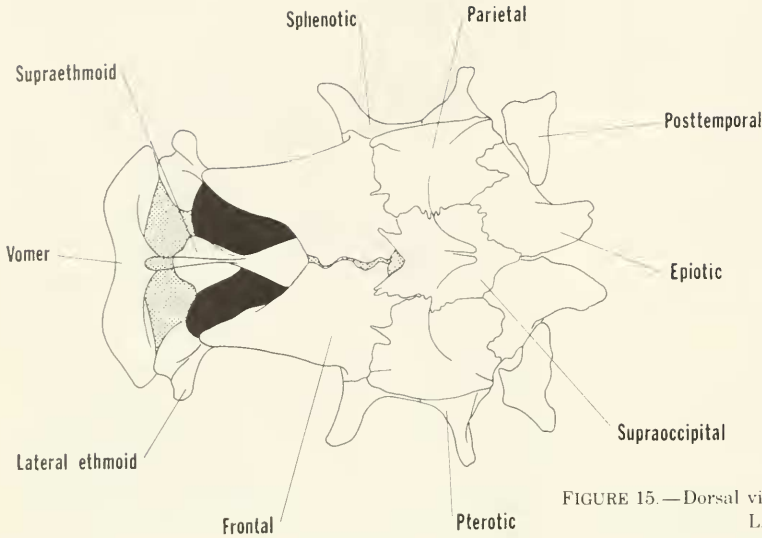 Sphenotic
Parietal
Supraethmoid
Posttemporal
Vomer
Epiotic
Supraoccipital
Lateral ethmoid
Frontal
Pterotic
FIGURE 15.—Dorsal vi
L